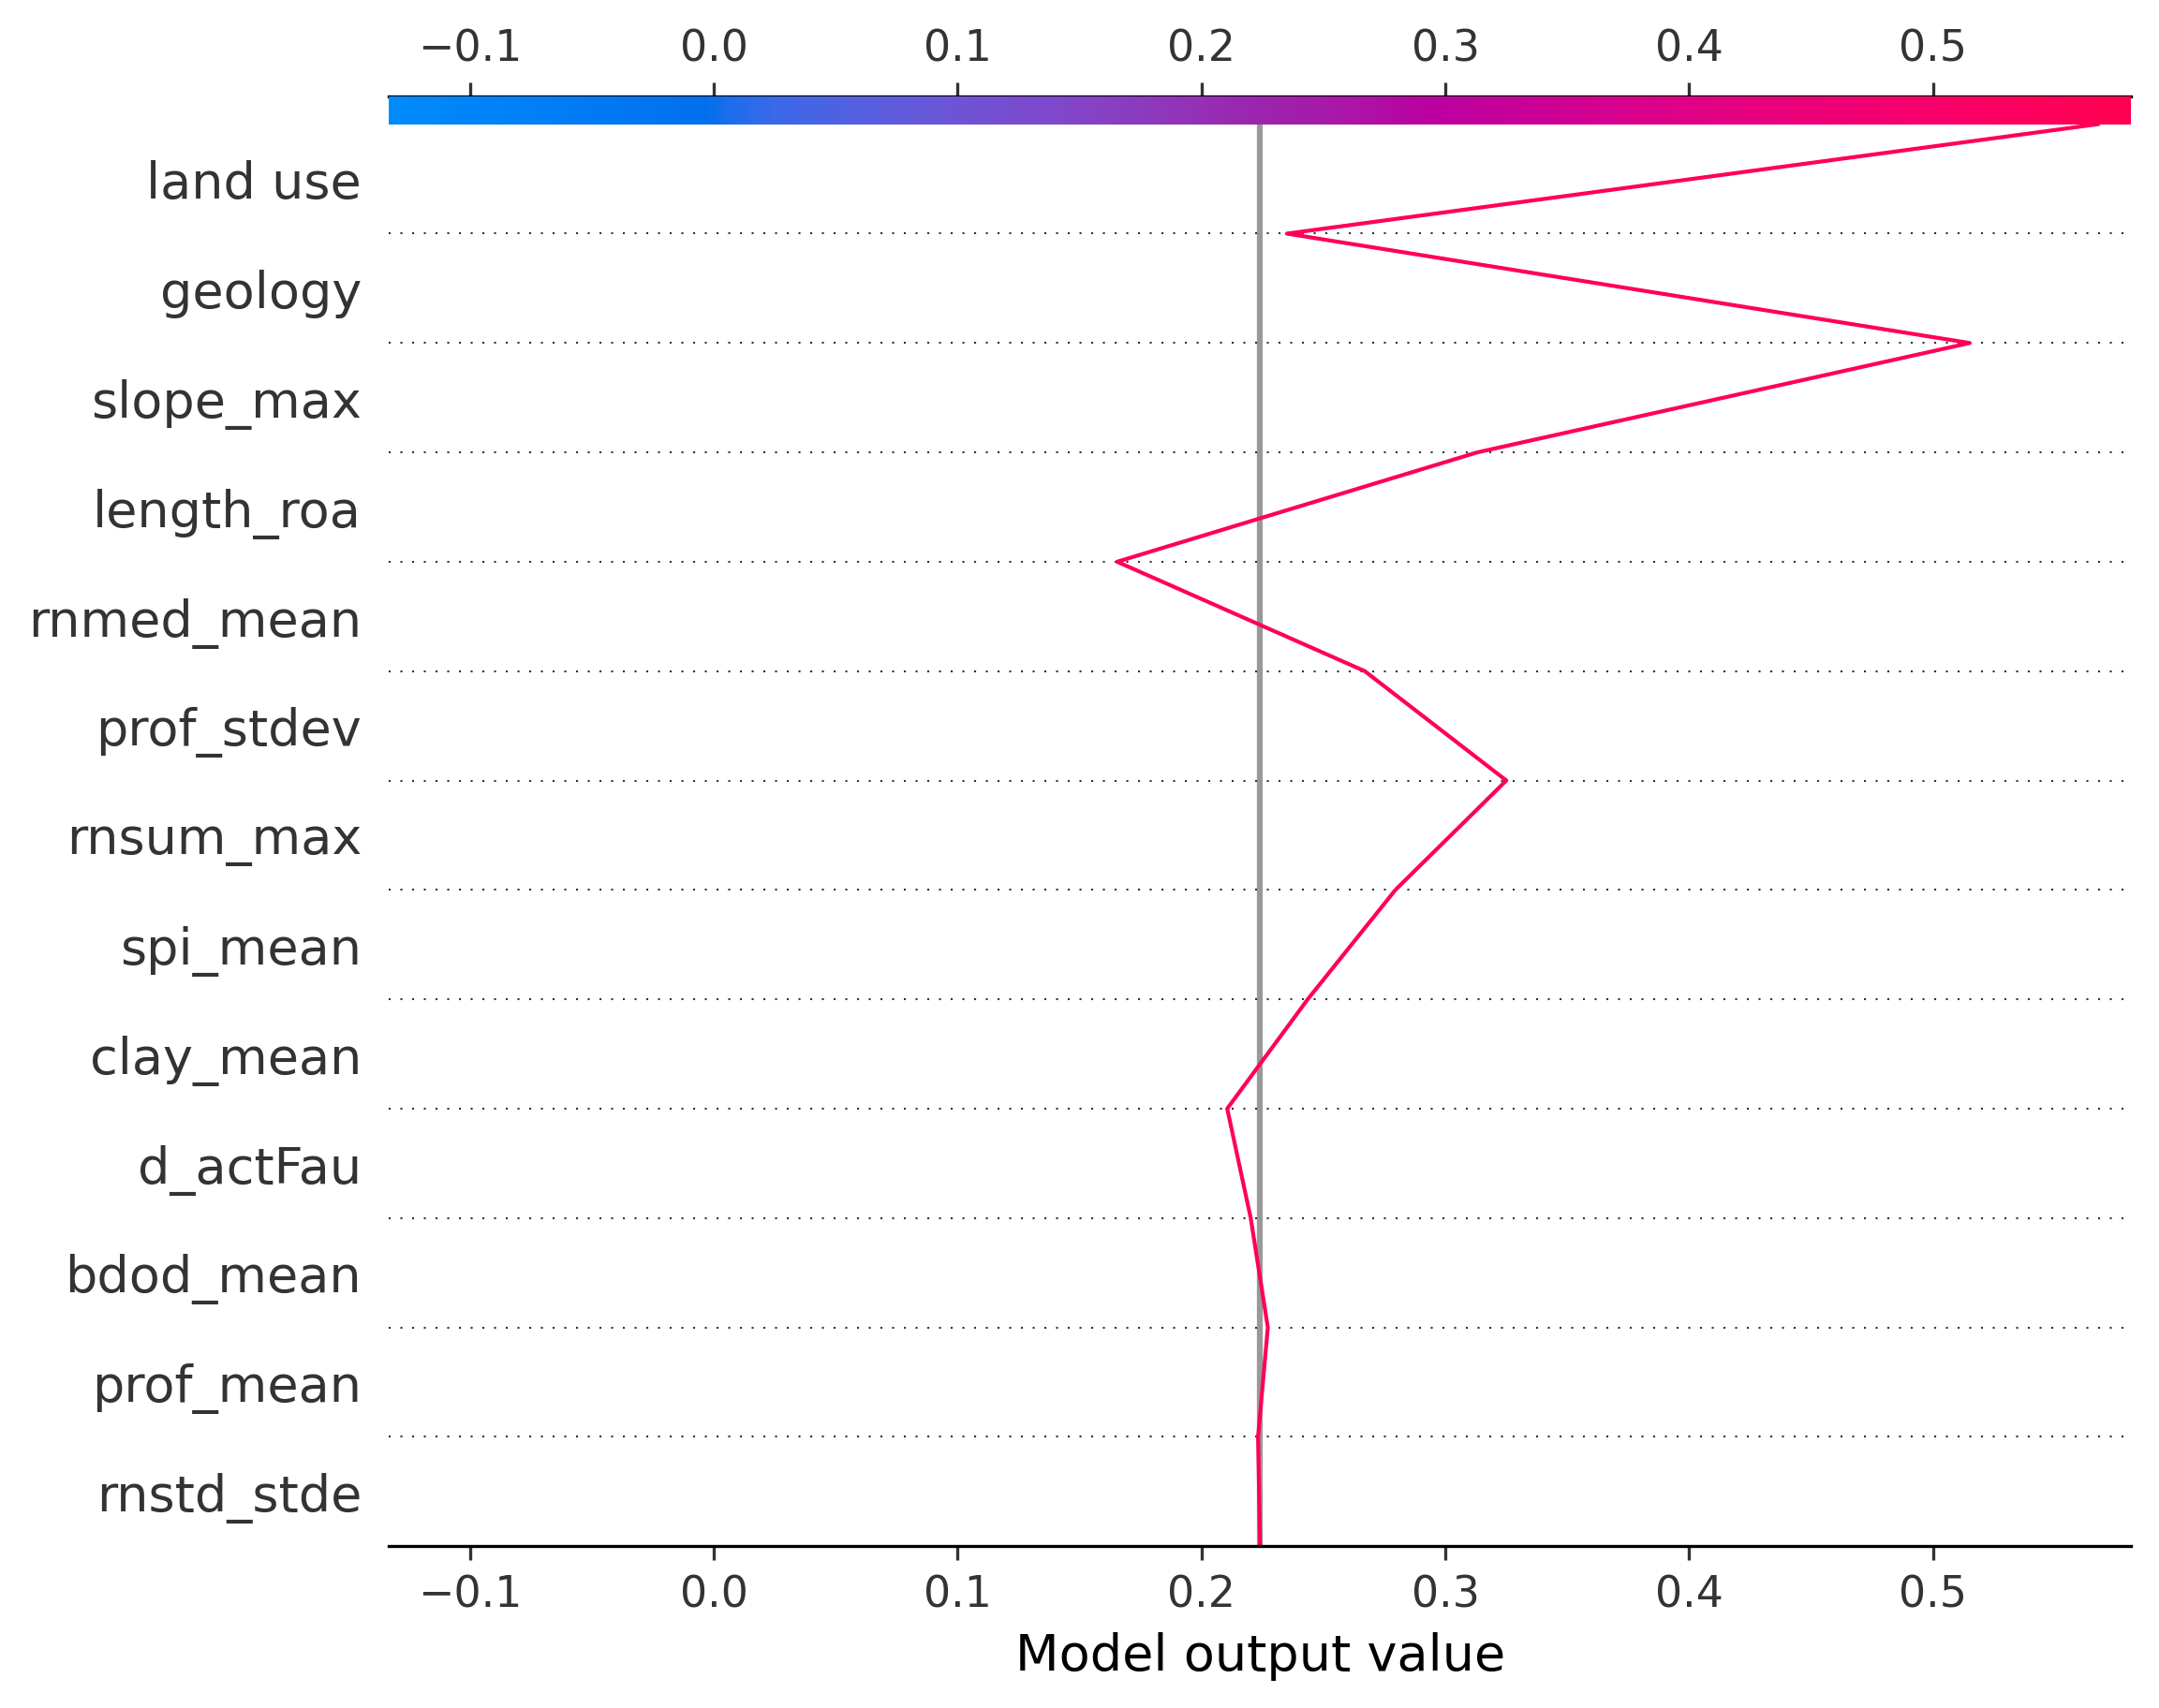 −0.1 0.0 0.1 0.2 0.3 0.4 0.5
land use
geology
slope_max
length_roa
rnmed_mean
prof_stdev
rnsum_max
spi_mean
clay_mean
d_actFau
bdod_mean
prof_mean
rnstd_stde
−0.1 0.0 0.1 0.2 0.3 0.4 0.5
Model output value